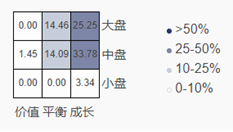 0.00 14.46 25.25 大盘
1.45 14.09 33.78 中盘
0.00 0.00 3.34 小盘
价值 平衡 成长
>50%
25-50%
10-25%
0-10%